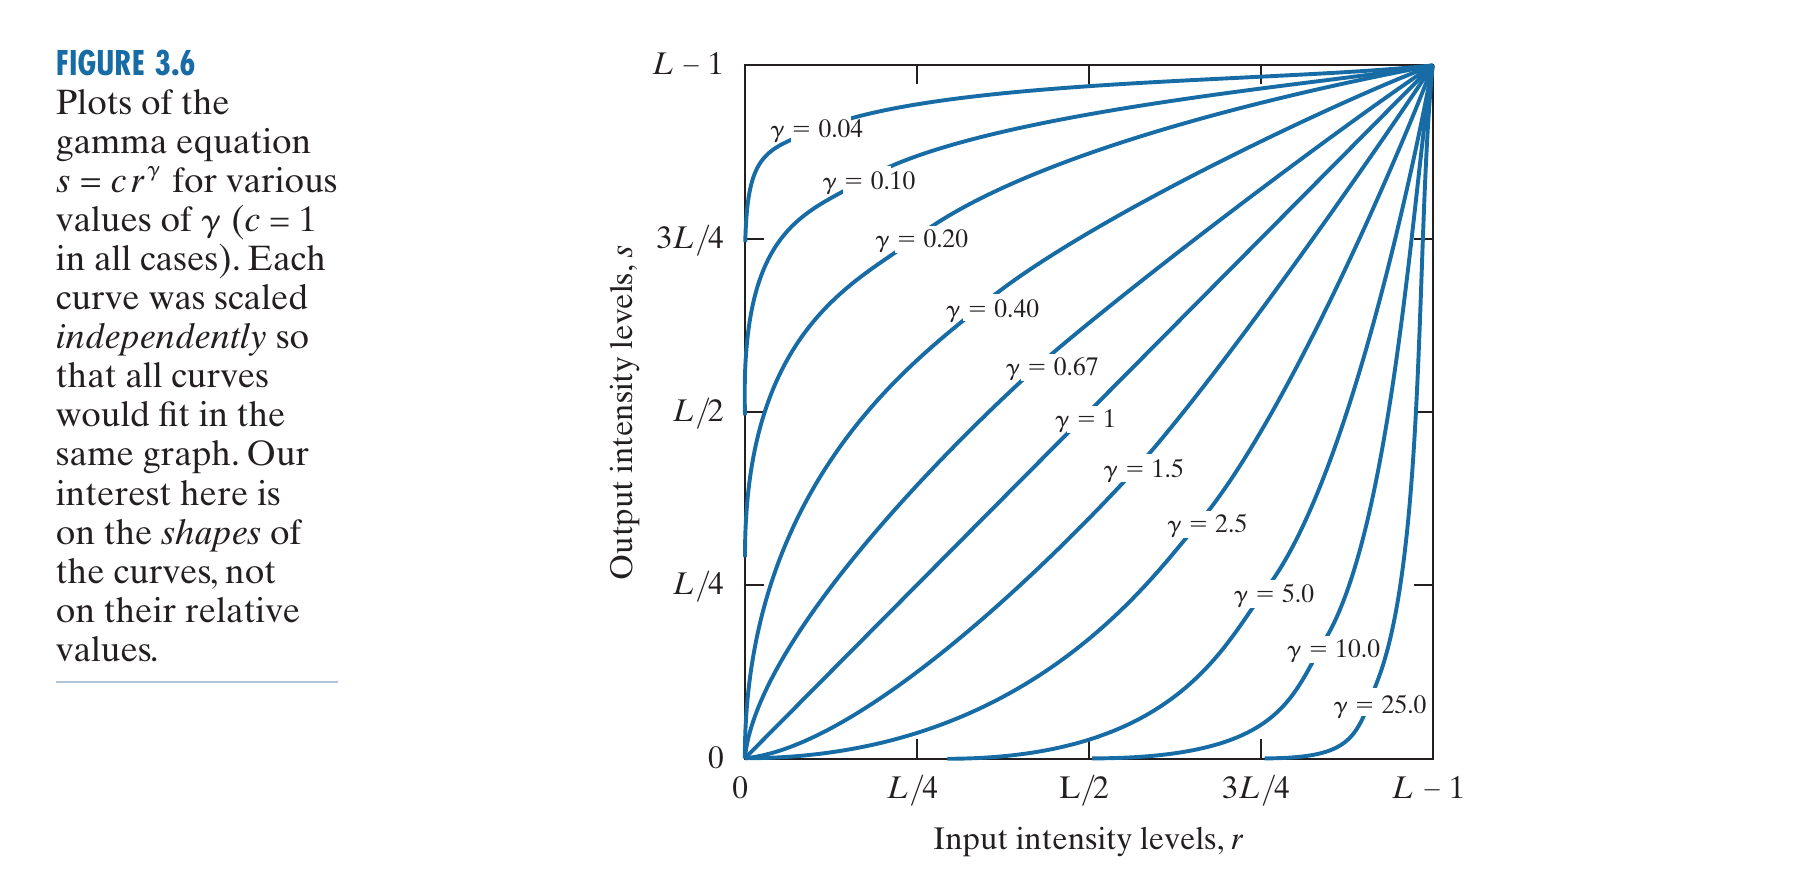 FIGURE 3.6
Plots of the
gamma equation
s = c r^γ for various
values of γ (c = 1
in all cases). Each
curve was scaled
independently so
that all curves
would fit in the
same graph. Our
interest here is
on the shapes of
the curves, not
on their relative
values.
L – 1
3L/4
L/2
L/4
0
Output intensity levels, s
γ = 0.04
γ = 0.10
γ = 0.20
γ = 0.40
γ = 0.67
γ = 1
γ = 1.5
γ = 2.5
γ = 5.0
γ = 10.0
γ = 25.0
0 L/4 L/2 3L/4 L – 1
Input intensity levels, r